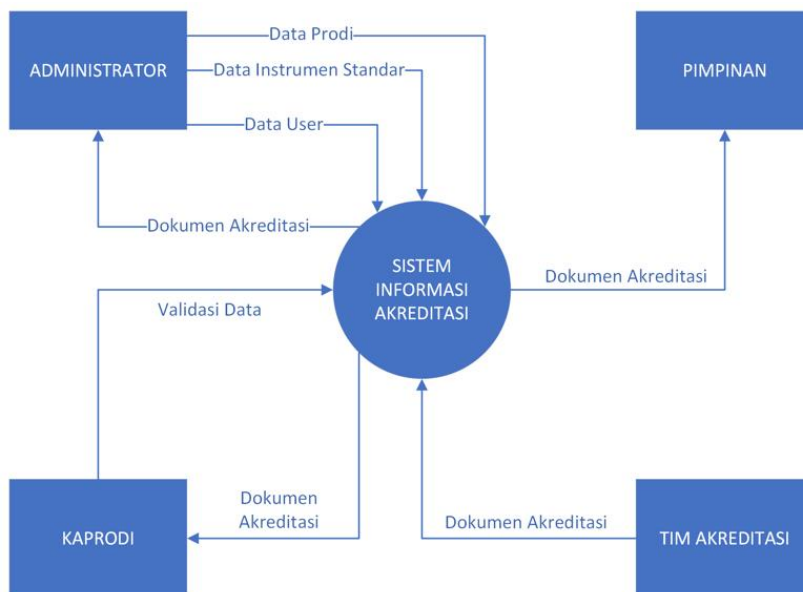 Data Prodi
ADMINISTRATOR
Data Instrumen Standar
PIMPINAN
Data User
Dokumen Akreditasi
SISTEM
INFORMASI
AKREDITASI
Dokumen Akreditasi
Validasi Data
Dokumen
Akreditasi
KAPRODI
Dokumen Akreditasi
TIM AKREDITASI